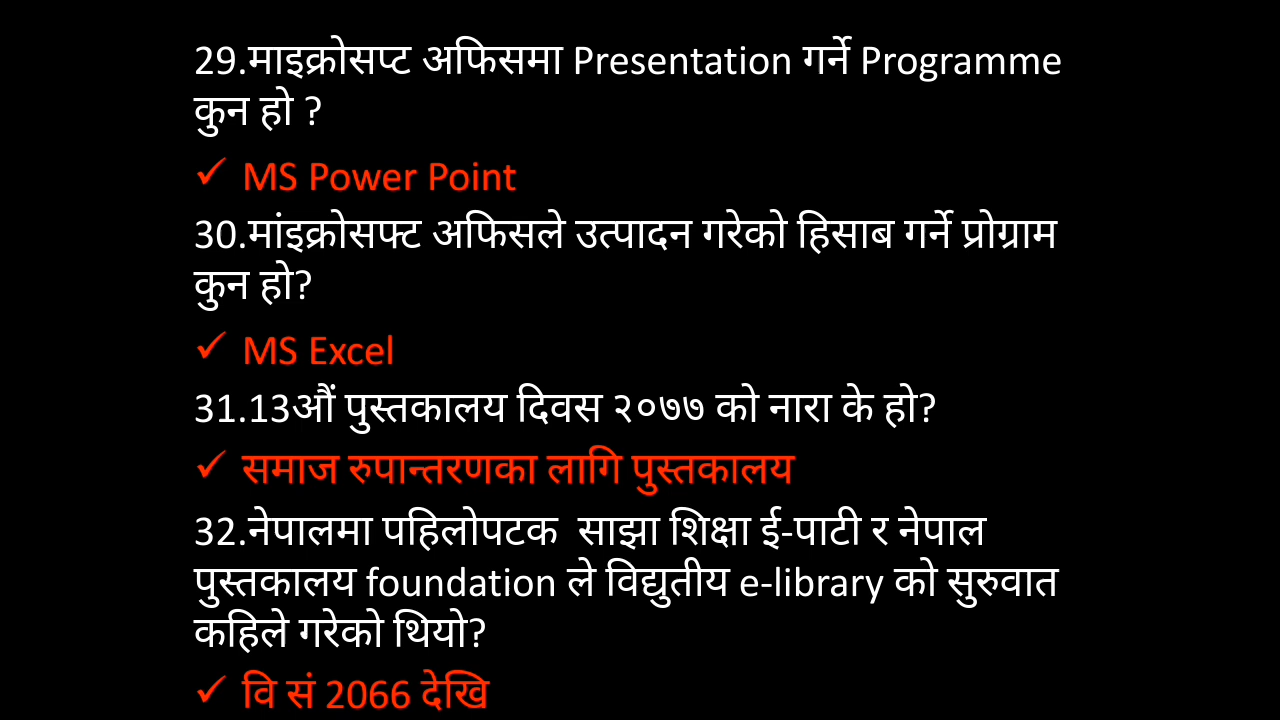 29.माइक्रोसप्ट अफिसमा Presentation गर्ने Programme
कुन हो ?
✓ MS Power Point
30.मांइक्रोसफ्ट अफिसले उत्पादन गरेको हिसाब गर्ने प्रोग्राम
कुन हो?
✓ MS Excel
31.13औं पुस्तकालय दिवस २०७७ को नारा के हो?
✓ समाज रुपान्तरणका लागि पुस्तकालय
32.नेपालमा पहिलोपटक साझा शिक्षा ई-पाटी र नेपाल
पुस्तकालय foundation ले विद्युतीय e-library को सुरुवात
कहिले गरेको थियो?
✓ वि सं 2066 देखि